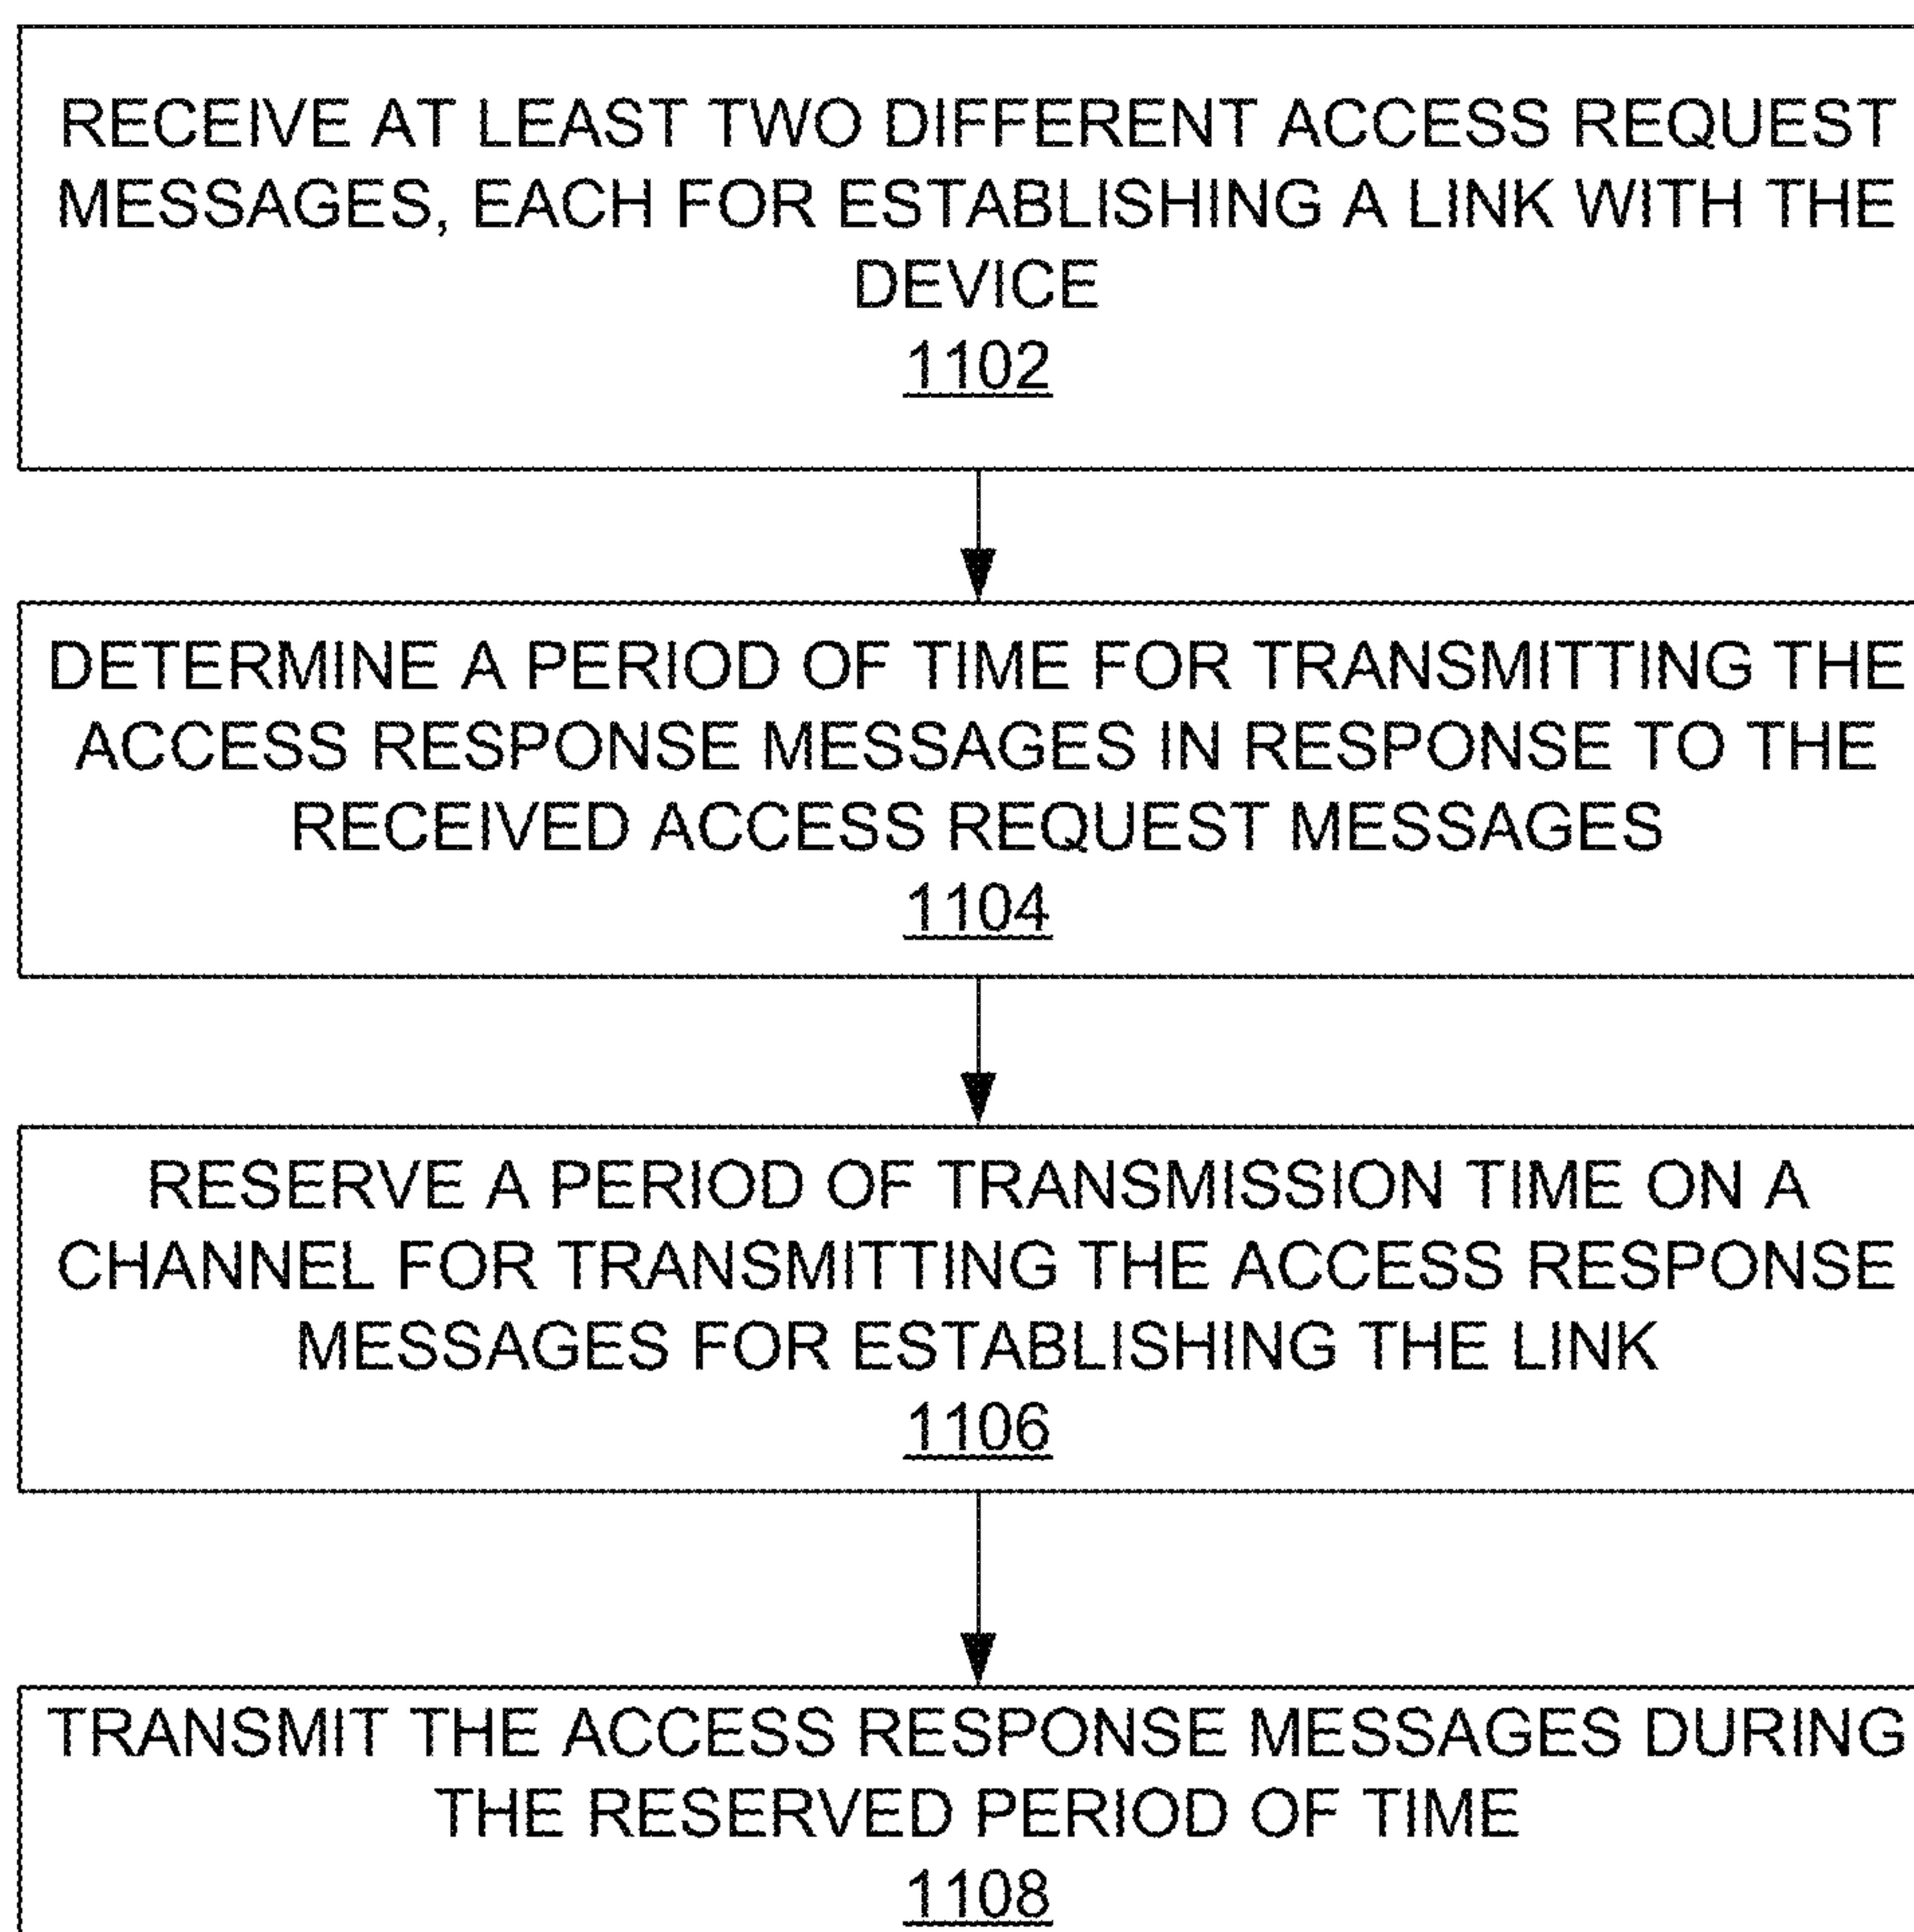 RECEIVE AT LEAST TWO DIFFERENT ACCESS REQUEST
MESSAGES, EACH FOR ESTABLISHING A LINK WITH THE
DEVICE
1102
DETERMINE A PERIOD OF TIME FOR TRANSMITTING THE
ACCESS RESPONSE MESSAGES IN RESPONSE TO THE
RECEIVED ACCESS REQUEST MESSAGES
1104
RESERVE A PERIOD OF TRANSMISSION TIME ON A
CHANNEL FOR TRANSMITTING THE ACCESS RESPONSE
MESSAGES FOR ESTABLISHING THE LINK
1106
TRANSMIT THE ACCESS RESPONSE MESSAGES DURING
THE RESERVED PERIOD OF TIME
1108